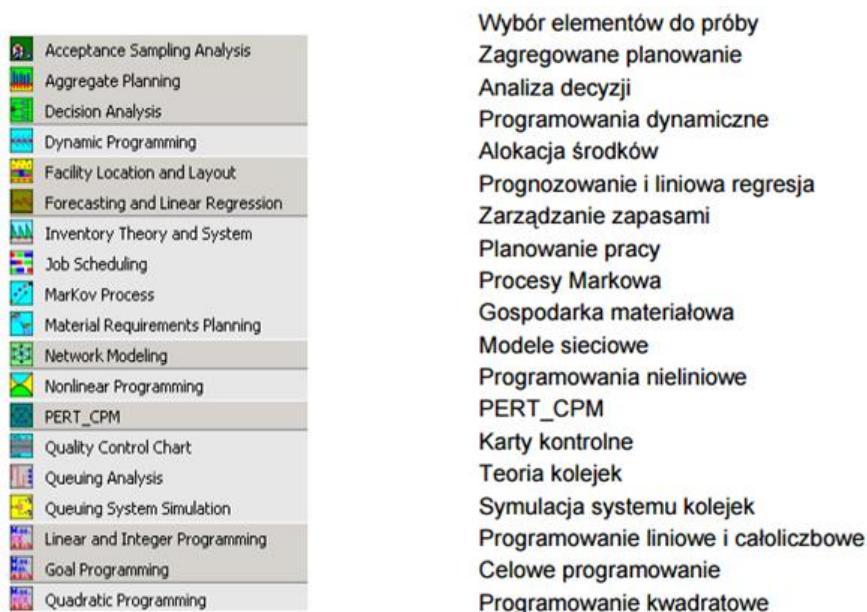 Acceptance Sampling Analysis
Aggregate Planning
Decision Analysis
Dynamic Programming
Facility Location and Layout
Forecasting and Linear Regression
Inventory Theory and System
Job Scheduling
MarKov Process
Material Requirements Planning
Network Modeling
Nonlinear Programming
PERT_CPM
Quality Control Chart
Queuing Analysis
Queuing System Simulation
Linear and Integer Programming
Goal Programming
Quadratic Programming
Wybór elementów do próby
Zagregowane planowanie
Analiza decyzji
Programowania dynamiczne
Alokacja środków
Prognozowanie i liniowa regresja
Zarządzanie zapasami
Planowanie pracy
Procesy Markowa
Gospodarka materiałowa
Modele sieciowe
Programowania nieliniowe
PERT_CPM
Karty kontrolne
Teoria kolejek
Symulacja systemu kolejek
Programowanie liniowe i całoliczbowe
Celowe programowanie
Programowanie kwadratowe